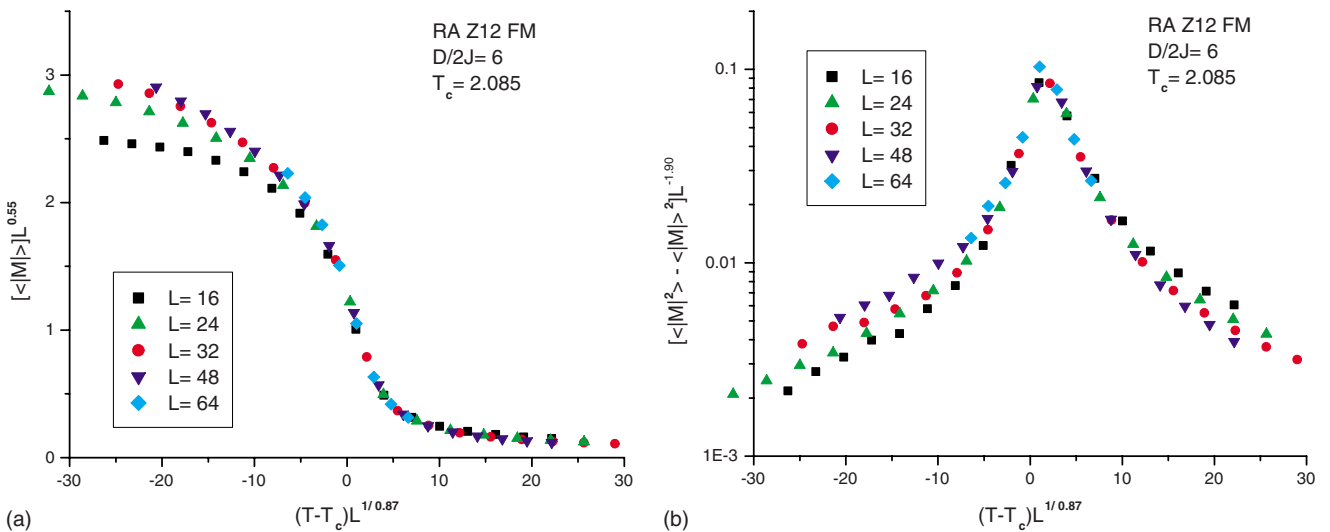 RA Z12 FM
D/2J= 6
T_c = 2.085
3
2
1
0
[<|M|>]L^0.55
L= 16
L= 24
L= 32
L= 48
L= 64
-30 -20 -10 0 10 20 30
(T-T_c)L^1/ 0.87
(a)
RA Z12 FM
D/2J= 6
T_c = 2.085
L= 16
L= 24
L= 32
L= 48
L= 64
0.1
0.01
1E-3
[<|M|²> - <|M|>²]L^-1.90
-30 -20 -10 0 10 20 30
(T-T_c)L^1/ 0.87
(b)